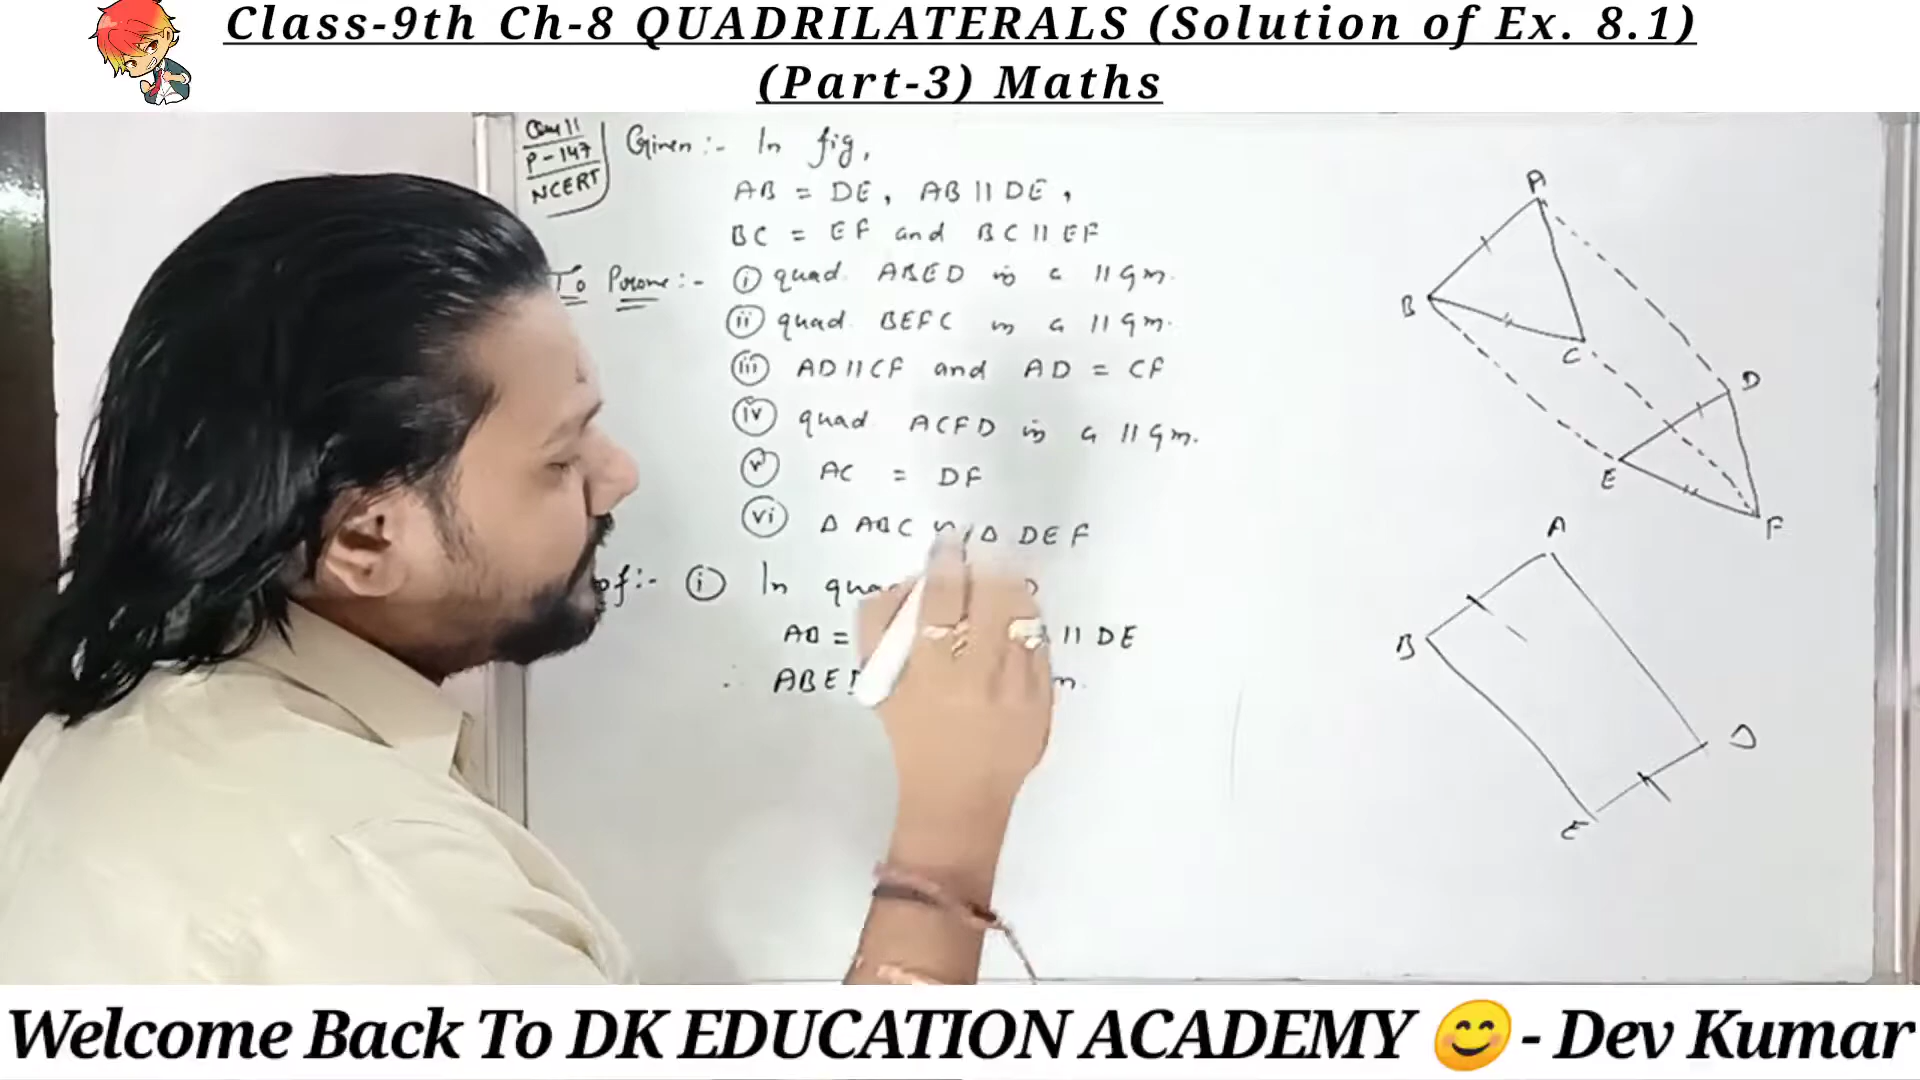 Class-9th Ch-8 QUADRILATERALS (Solution of Ex. 8.1)
(Part-3) Maths
P-147
NCERT
Given :- In fig,
AB = DE, AB || DE,
BC = EF and BC || EF
To Prove :- (i) quad. ABED is a ||gm.
(ii) quad. BEFC is a ||gm.
(iii) AD || CF and AD = CF
(iv) quad. ACFD is a ||gm.
(v) AC = DF
(vi) Δ ABC Δ DEF
(i) In
AB = || DE
∴ ABE
A
B
C
D
E
F
A
B
D
E
Welcome Back To DK EDUCATION ACADEMY 😊 - Dev Kumar